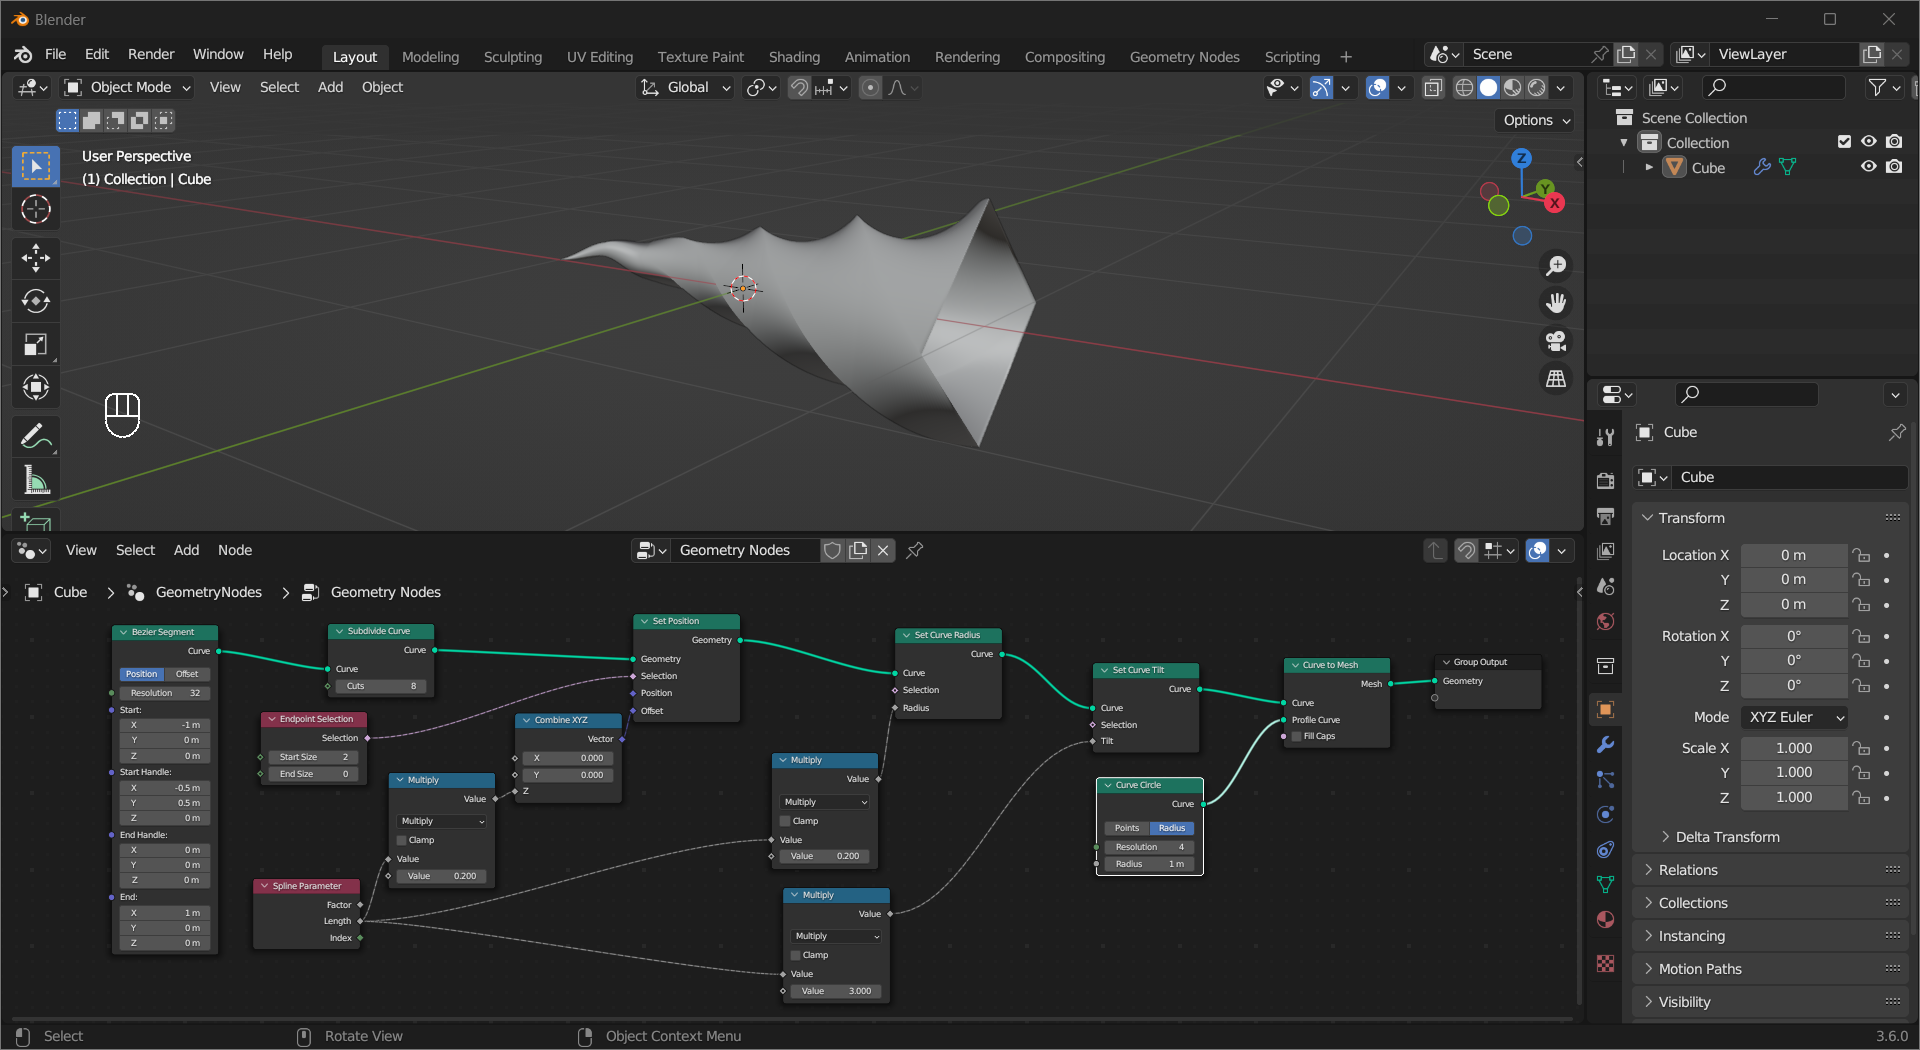 Blender
File Edit Render Window Help
Layout Modeling Sculpting UV Editing Texture Paint Shading Animation Rendering Compositing Geometry Nodes Scripting +
Scene
ViewLayer
Object Mode View Select Add Object
Global
Options
User Perspective
(1) Collection | Cube
Z
Y
X
Scene Collection
Collection
Cube
Cube
Cube
Transform
Location X 0 m
Y 0 m
Z 0 m
Rotation X 0°
Y 0°
Z 0°
Mode XYZ Euler
Scale X 1.000
Y 1.000
Z 1.000
Delta Transform
Relations
Collections
Instancing
Motion Paths
Visibility
View Select Add Node
Geometry Nodes
Cube > GeometryNodes > Geometry Nodes
Bezier Segment
Curve
Position Offset
Resolution 32
Start:
X -1 m
Y 0 m
Z 0 m
Start Handle:
X -0.5 m
Y 0.5 m
Z 0 m
End Handle:
X 0 m
Y 0 m
Z 0 m
End:
X 1 m
Y 0 m
Z 0 m
Subdivide Curve
Curve
Curve
Cuts 8
Endpoint Selection
Selection
Start Size 2
End Size 0
Spline Parameter
Factor
Length
Index
Multiply
Value
Multiply
Clamp
Value
Value 0.200
Combine XYZ
Vector
X 0.000
Y 0.000
Z
Set Position
Geometry
Geometry
Selection
Position
Offset
Multiply
Value
Multiply
Clamp
Value
Value 0.200
Multiply
Value
Multiply
Clamp
Value
Value 3.000
Set Curve Radius
Curve
Curve
Selection
Radius
Set Curve Tilt
Curve
Curve
Selection
Tilt
Curve Circle
Curve
Points Radius
Resolution 4
Radius 1 m
Curve to Mesh
Mesh
Curve
Profile Curve
Fill Caps
Group Output
Geometry
Select
Rotate View
Object Context Menu
3.6.0